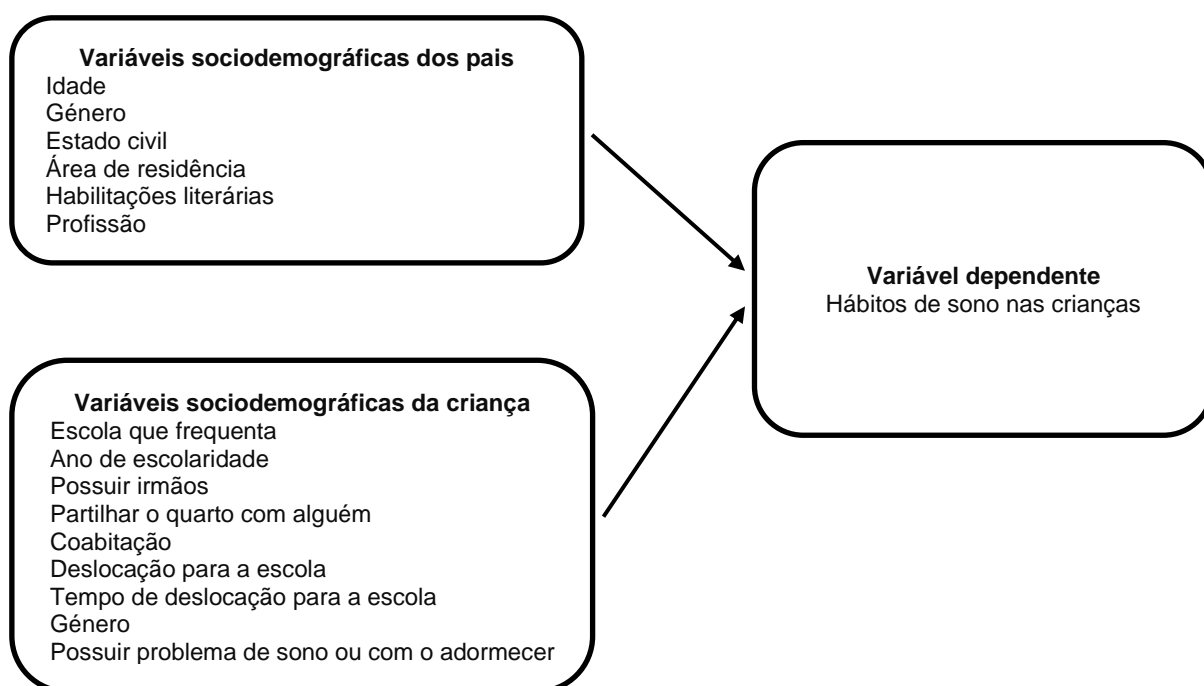 Variáveis sociodemográficas dos pais
Idade
Género
Estado civil
Área de residência
Habilitações literárias
Profissão
Variável dependente
Hábitos de sono nas crianças
Variáveis sociodemográficas da criança
Escola que frequenta
Ano de escolaridade
Possuir irmãos
Partilhar o quarto com alguém
Coabitação
Deslocação para a escola
Tempo de deslocação para a escola
Género
Possuir problema de sono ou com o adormecer